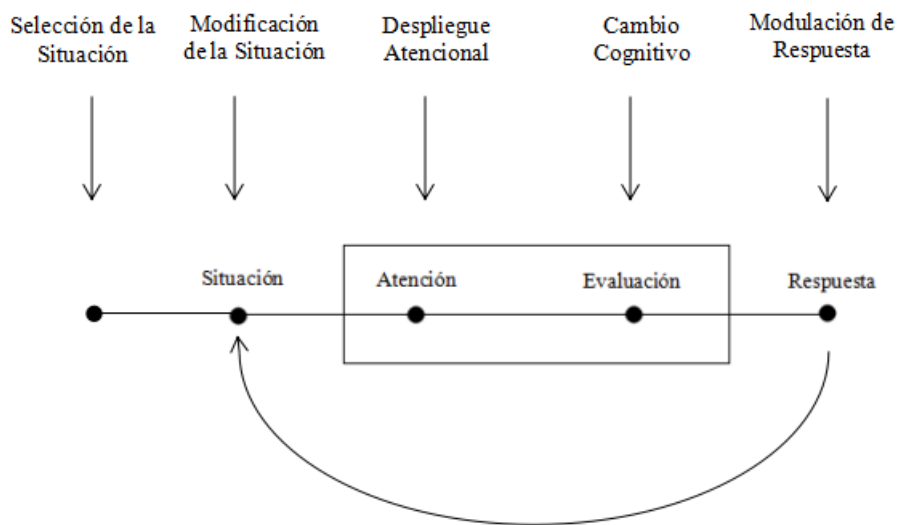 Selección de la
Situación
Modificación
de la Situación
Despliegue
Atencional
Cambio
Cognitivo
Modulación de
Respuesta
Situación
Atención
Evaluación
Respuesta